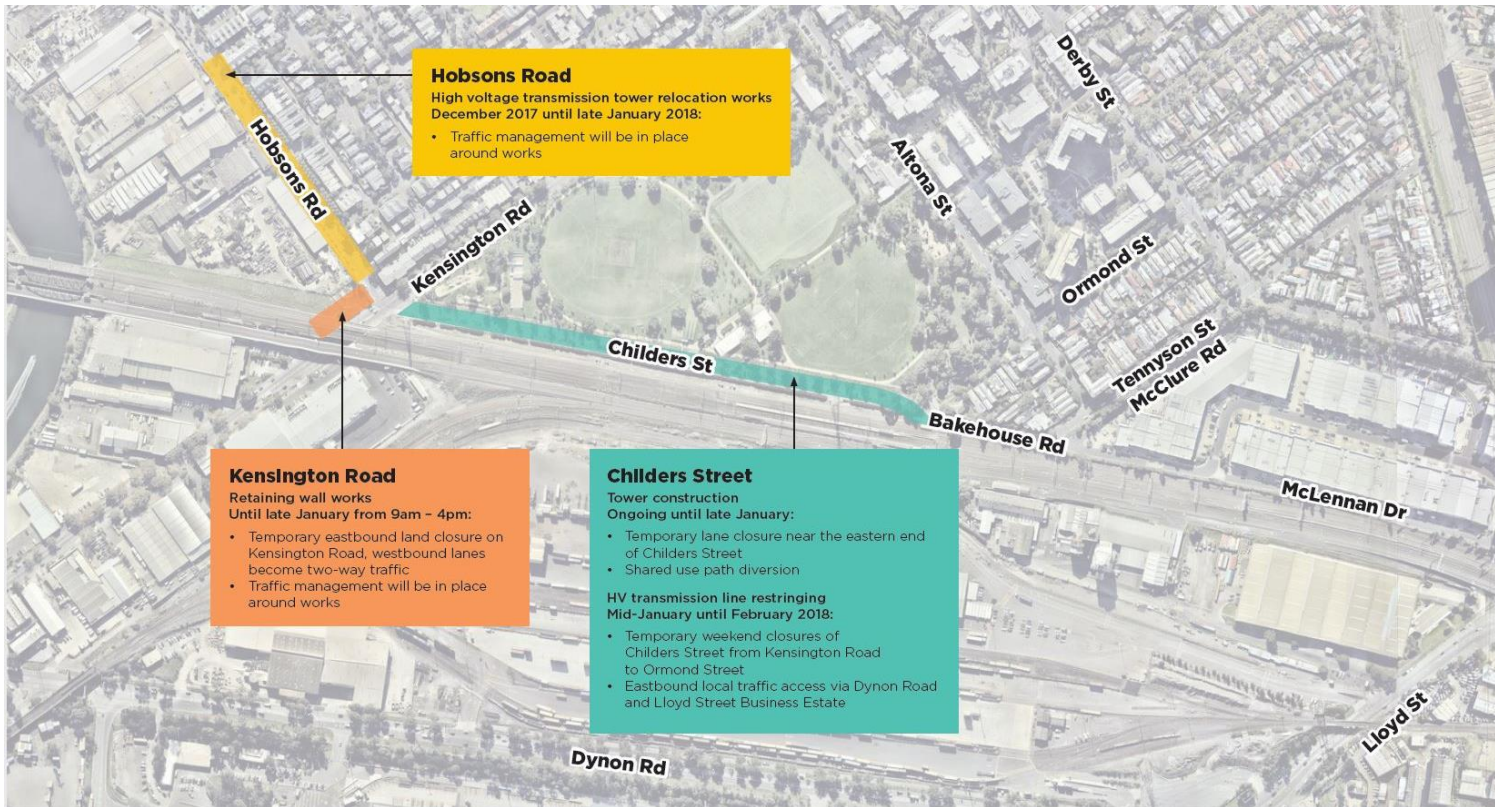 Hobsons Road
High voltage transmission tower relocation works
December 2017 until late January 2018:
• Traffic management will be in place
around works
Derby St
Altona St
Hobsons Rd
Kensington Rd
Ormond St
Tennyson St
McClure Rd
Childers St
Bakehouse Rd
McLennan Dr
Kensington Road
Retaining wall works
Until late January from 9am – 4pm:
• Temporary eastbound land closure on
Kensington Road, westbound lanes
become two-way traffic
• Traffic management will be in place
around works
Childers Street
Tower construction
Ongoing until late January:
• Temporary lane closure near the eastern end
of Childers Street
• Shared use path diversion
HV transmission line restringing
Mid-January until February 2018:
• Temporary weekend closures of
Childers Street from Kensington Road
to Ormond Street
• Eastbound local traffic access via Dynon Road
and Lloyd Street Business Estate
Lloyd St
Dynon Rd